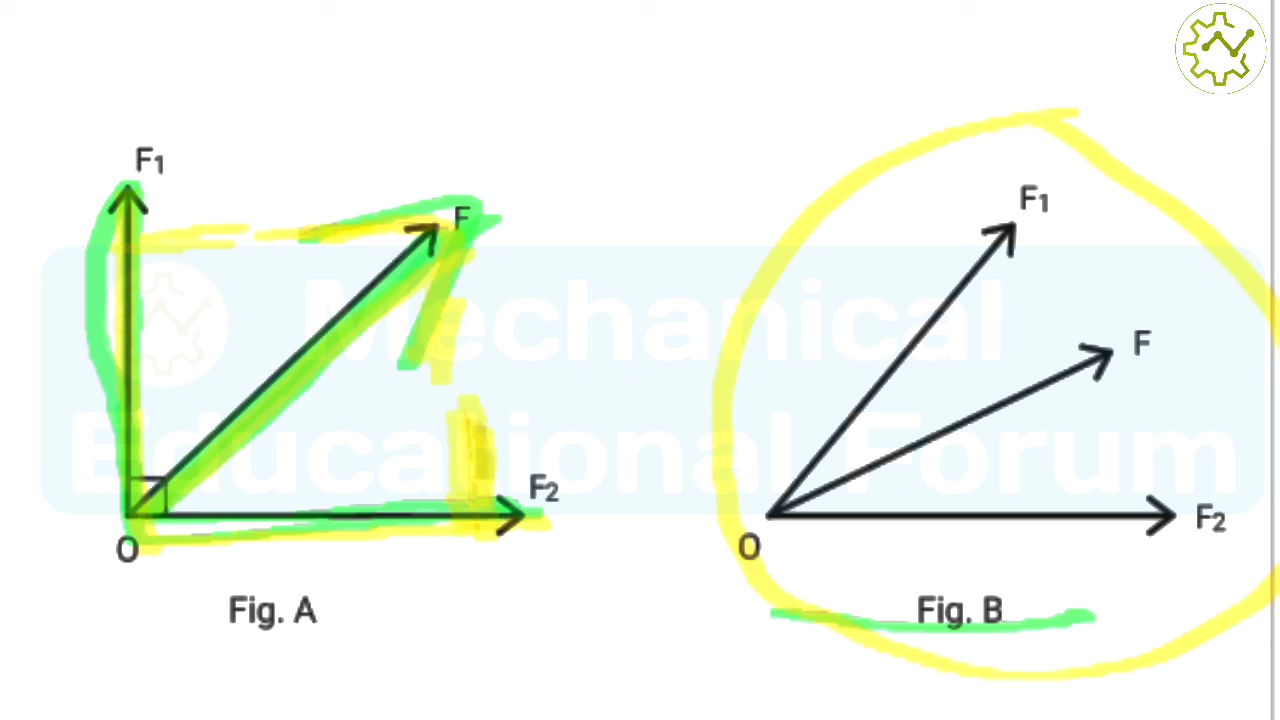 F1
F
F2
O
Fig. A
F1
F
F2
O
Fig. B
Mechanical
Educational Forum